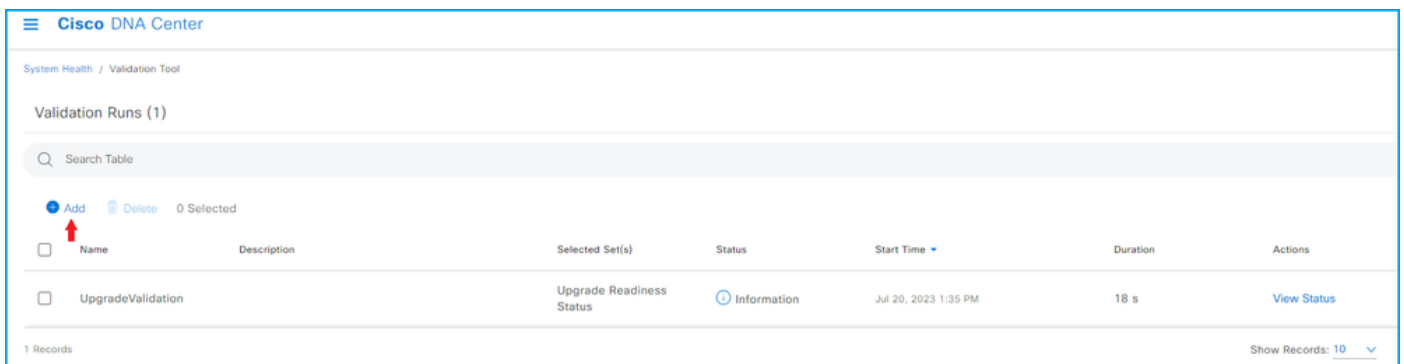 Cisco DNA Center
System Health / Validation Tool
Validation Runs (1)
Search Table
Add Delete 0 Selected
Name Description Selected Set(s) Status Start Time Duration Actions
UpgradeValidation Upgrade Readiness Status Information Jul 20, 2023 1:35 PM 18 s View Status
1 Records Show Records: 10